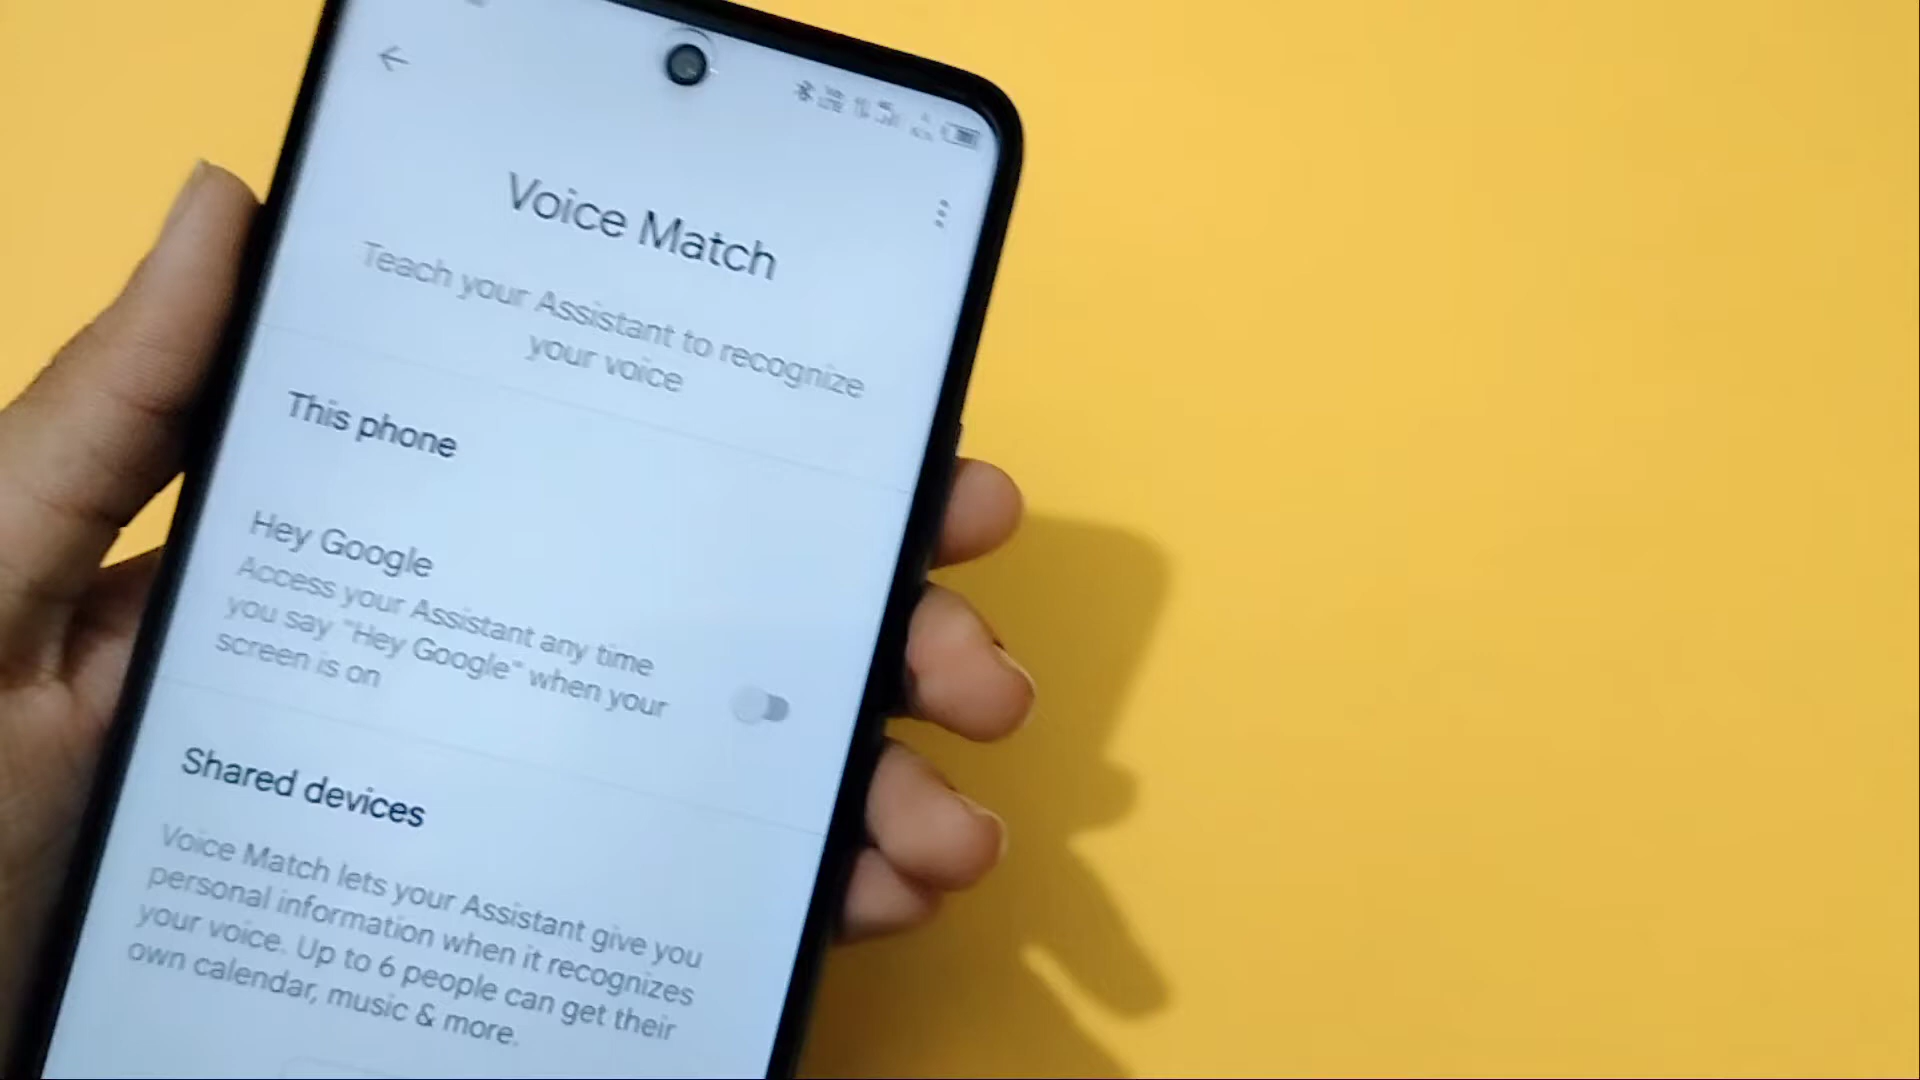 Voice Match
Teach your Assistant to recognize
your voice
This phone
Hey Google
Access your Assistant any time
you say "Hey Google" when your
screen is on
Shared devices
Voice Match lets your Assistant give you
personal information when it recognizes
your voice. Up to 6 people can get their
own calendar, music & more.